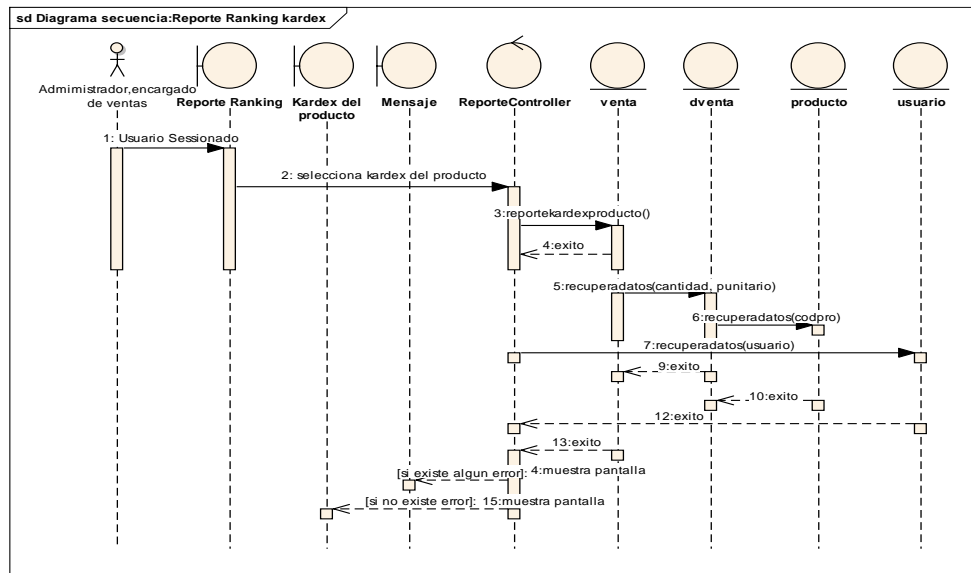 sd Diagrama secuencia:Reporte Ranking kardex
Administrador,encargado
de ventas
Reporte Ranking
Kardex del
producto
Mensaje
ReporteController
venta
dventa
producto
usuario
1: Usuario Sessionado
2: selecciona kardex del producto
3:reportekardexproducto()
4:exito
5:recuperadatos(cantidad, punitario)
6:recuperadatos(codpro)
7:recuperadatos(usuario)
9:exito
10:exito
12:exito
13:exito
[si existe algun error]: 4:muestra pantalla
[si no existe error]: 15:muestra pantalla